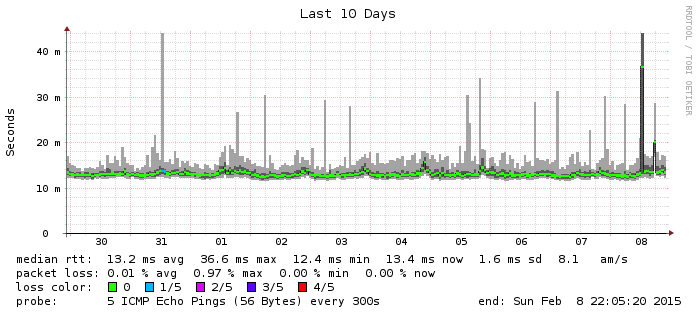 Last 10 Days
RRDTOOL / TOBI OETIKER
Seconds
40 m
30 m
20 m
10 m
0
30 31 01 02 03 04 05 06 07 08
median rtt: 13.2 ms avg 36.6 ms max 12.4 ms min 13.4 ms now 1.6 ms sd 8.1 am/s
packet loss: 0.01 % avg 0.97 % max 0.00 % min 0.00 % now
loss color: 0 1/5 2/5 3/5 4/5
probe: 5 ICMP Echo Pings (56 Bytes) every 300s end: Sun Feb 8 22:05:20 2015